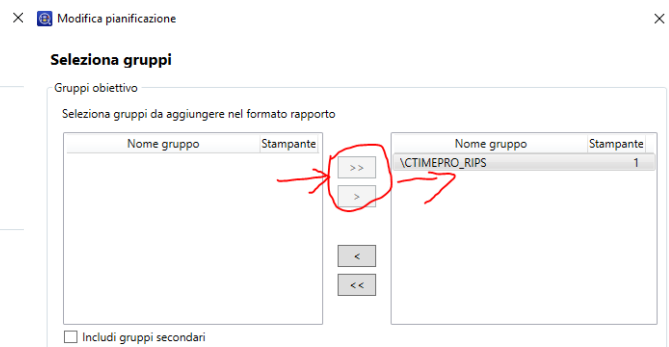 Modifica pianificazione
Seleziona gruppi
Gruppi obiettivo
Seleziona gruppi da aggiungere nel formato rapporto
Nome gruppo Stampante
Nome gruppo Stampante
>>
\CTIMEPRO_RIPS 1
>
<
<<
Includi gruppi secondari